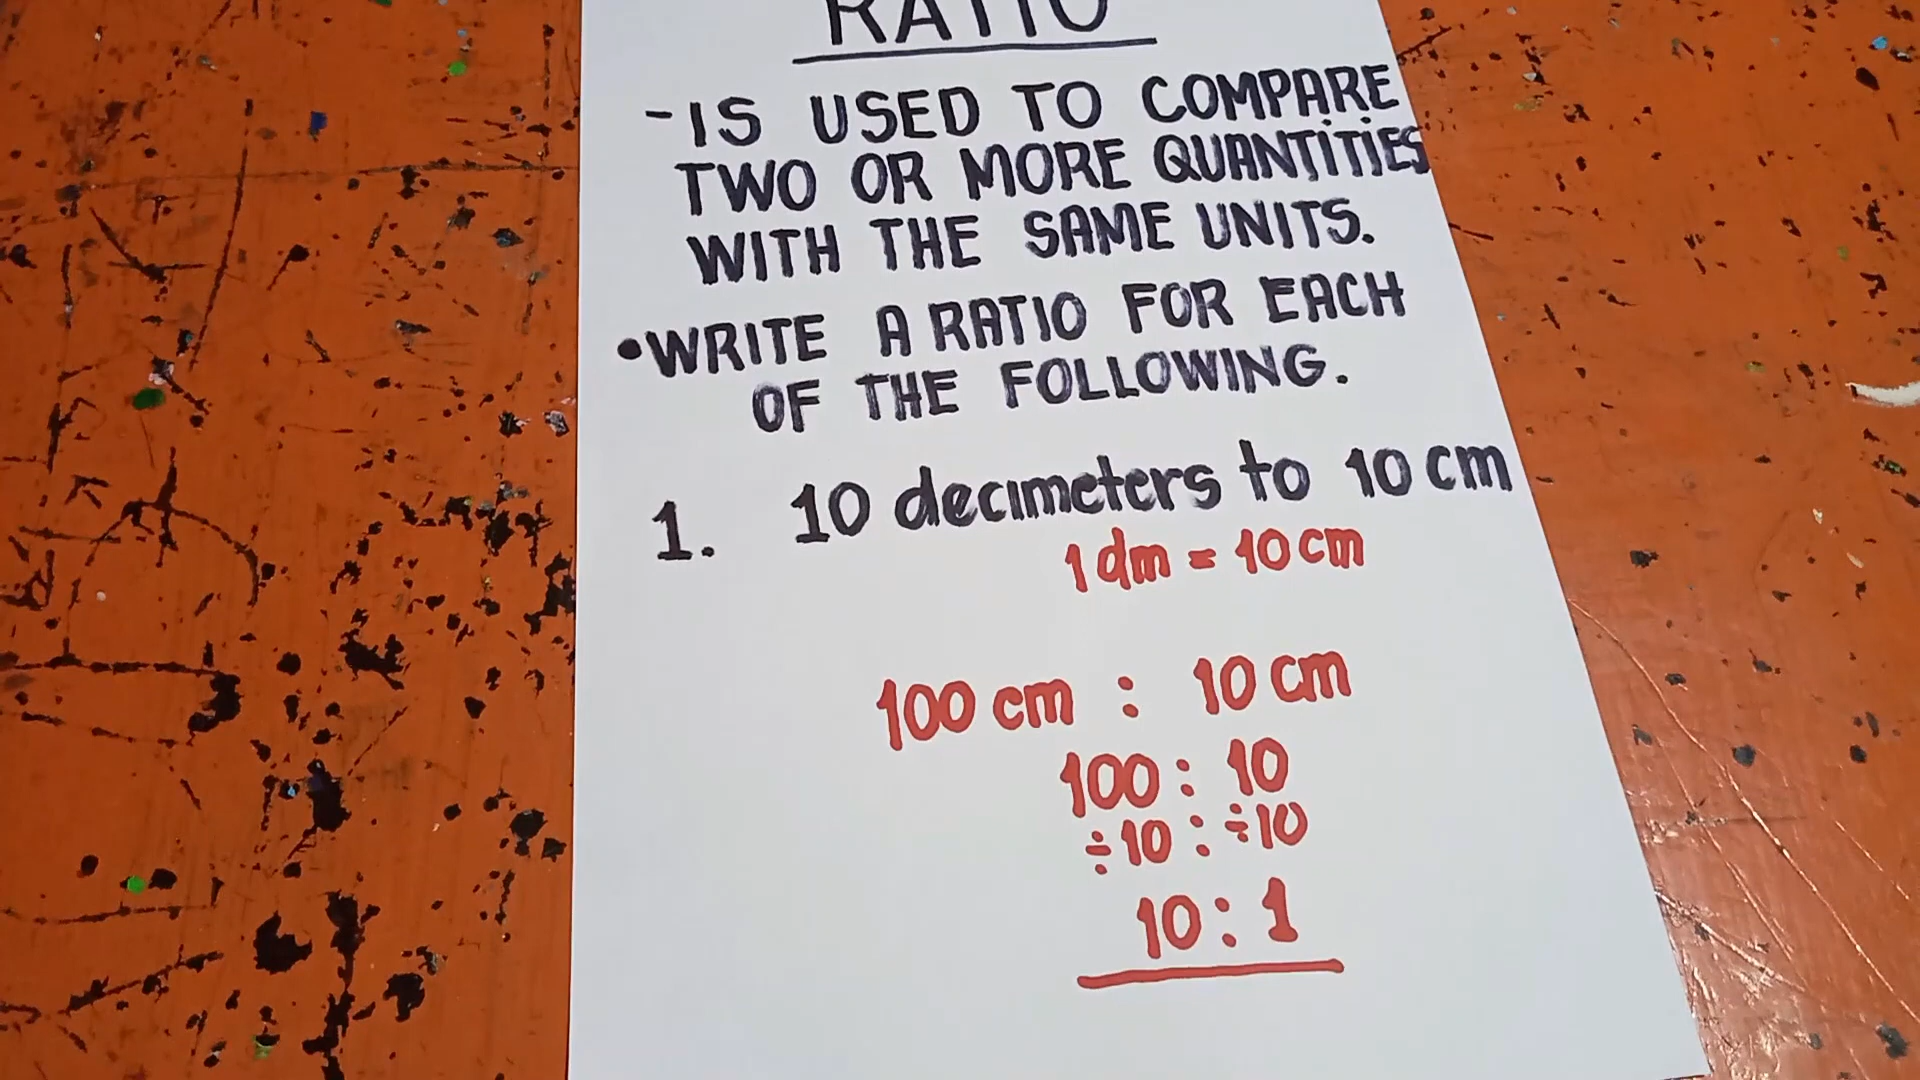 RATIO
-IS USED TO COMPARE
TWO OR MORE QUANTITIES
WITH THE SAME UNITS.
•WRITE A RATIO FOR EACH
OF THE FOLLOWING.
1. 10 decimeters to 10 cm
1 dm = 10 cm
100 cm : 10 cm
100 : 10
÷10 : ÷10
10 : 1